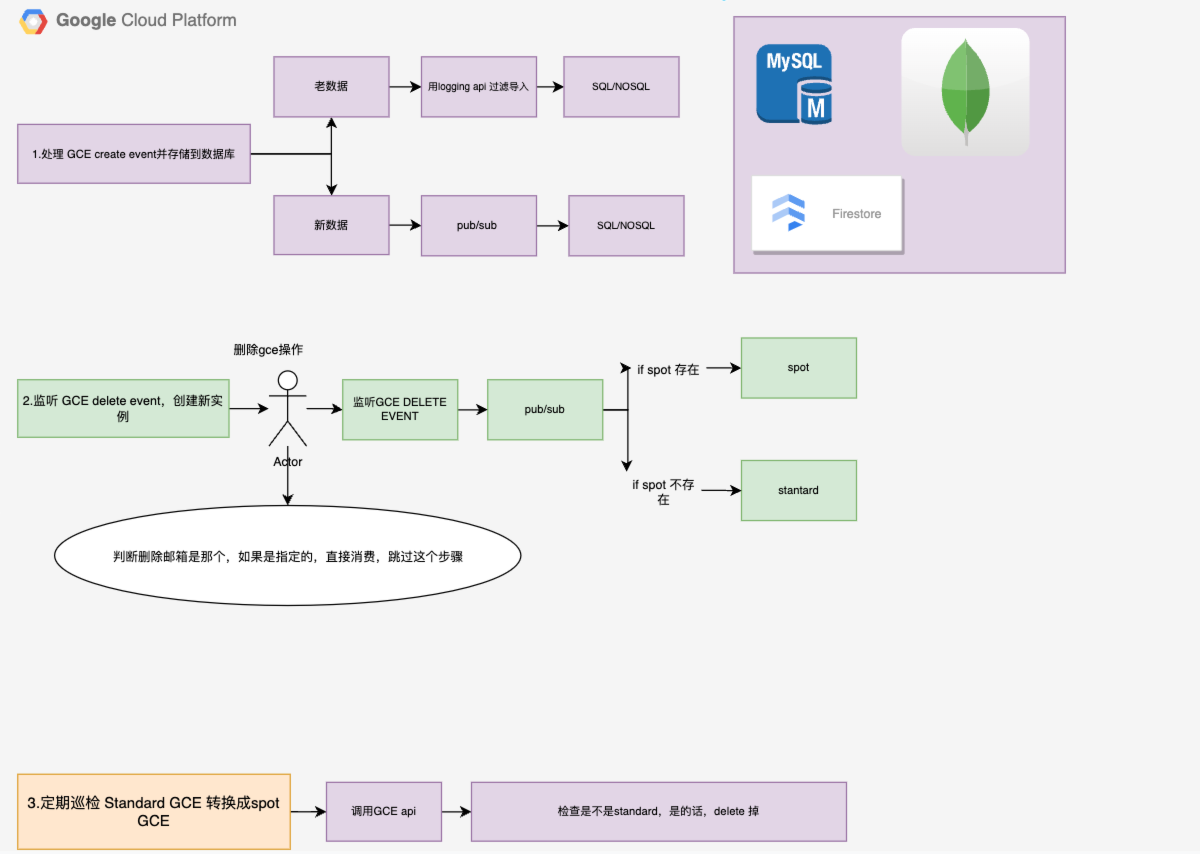 Google Cloud Platform
老数据
用logging api 过滤导入
SQL/NOSQL
1.处理 GCE create event并存储到数据库
新数据
pub/sub
SQL/NOSQL
MySQL
M
Firestore
删除gce操作
2.监听 GCE delete event，创建新实
例
Actor
监听GCE DELETE
EVENT
pub/sub
if spot 存在
spot
if spot 不存
在
stantard
判断删除邮箱是那个，如果是指定的，直接消费，跳过这个步骤
3.定期巡检 Standard GCE 转换成spot
GCE
调用GCE api
检查是不是standard，是的话，delete 掉